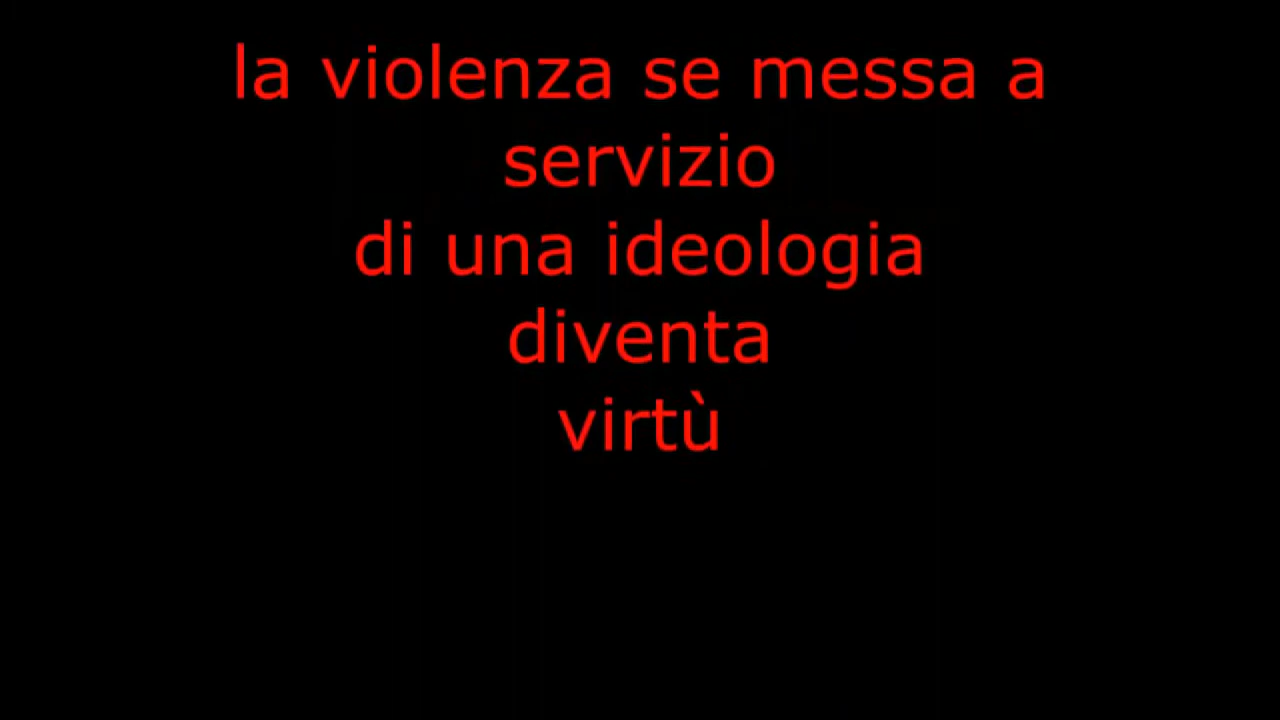 la violenza se messa a
servizio
di una ideologia
diventa
virtù